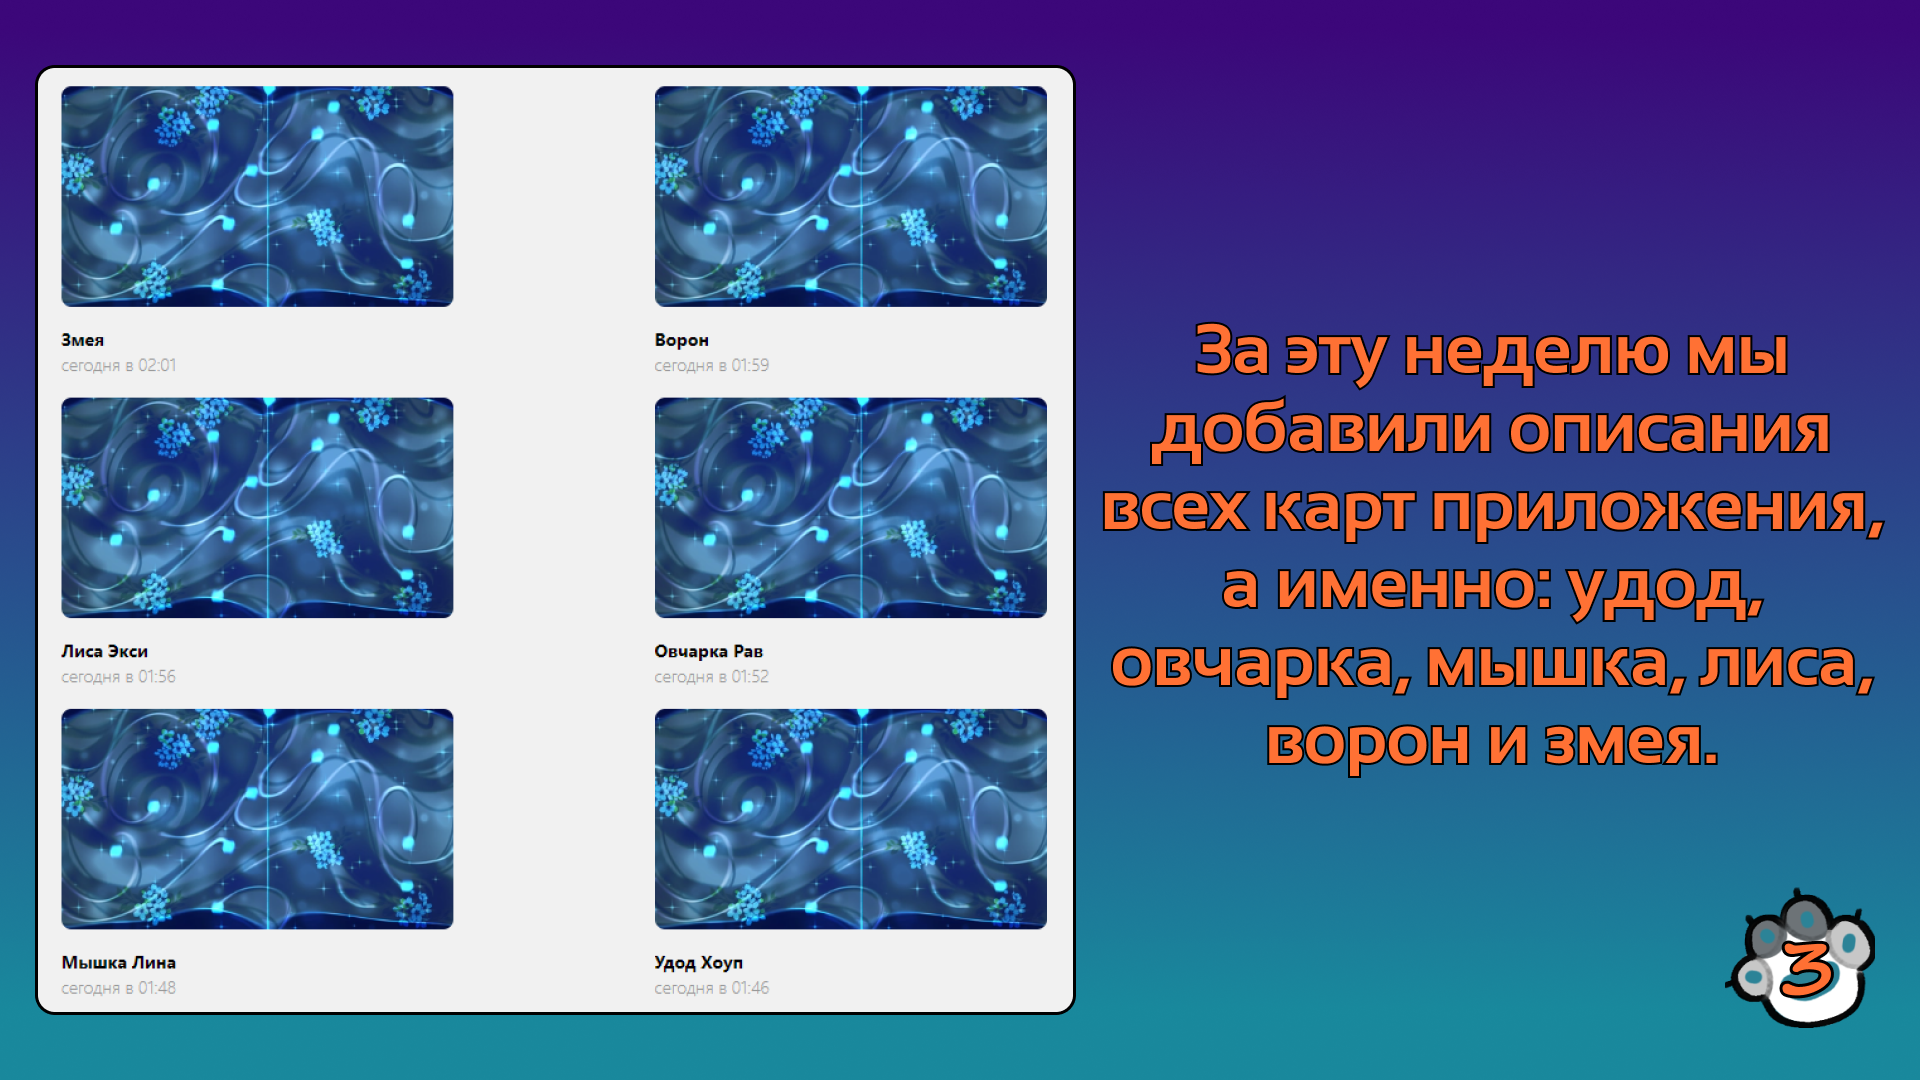 Змея
сегодня в 02:01
Ворон
сегодня в 01:59
Лиса Экси
сегодня в 01:56
Овчарка Рав
сегодня в 01:52
Мышка Лина
сегодня в 01:48
Удод Хоуп
сегодня в 01:46
За эту неделю мы
добавили описания
всех карт приложения,
а именно: удод,
овчарка, мышка, лиса,
ворон и змея.
3